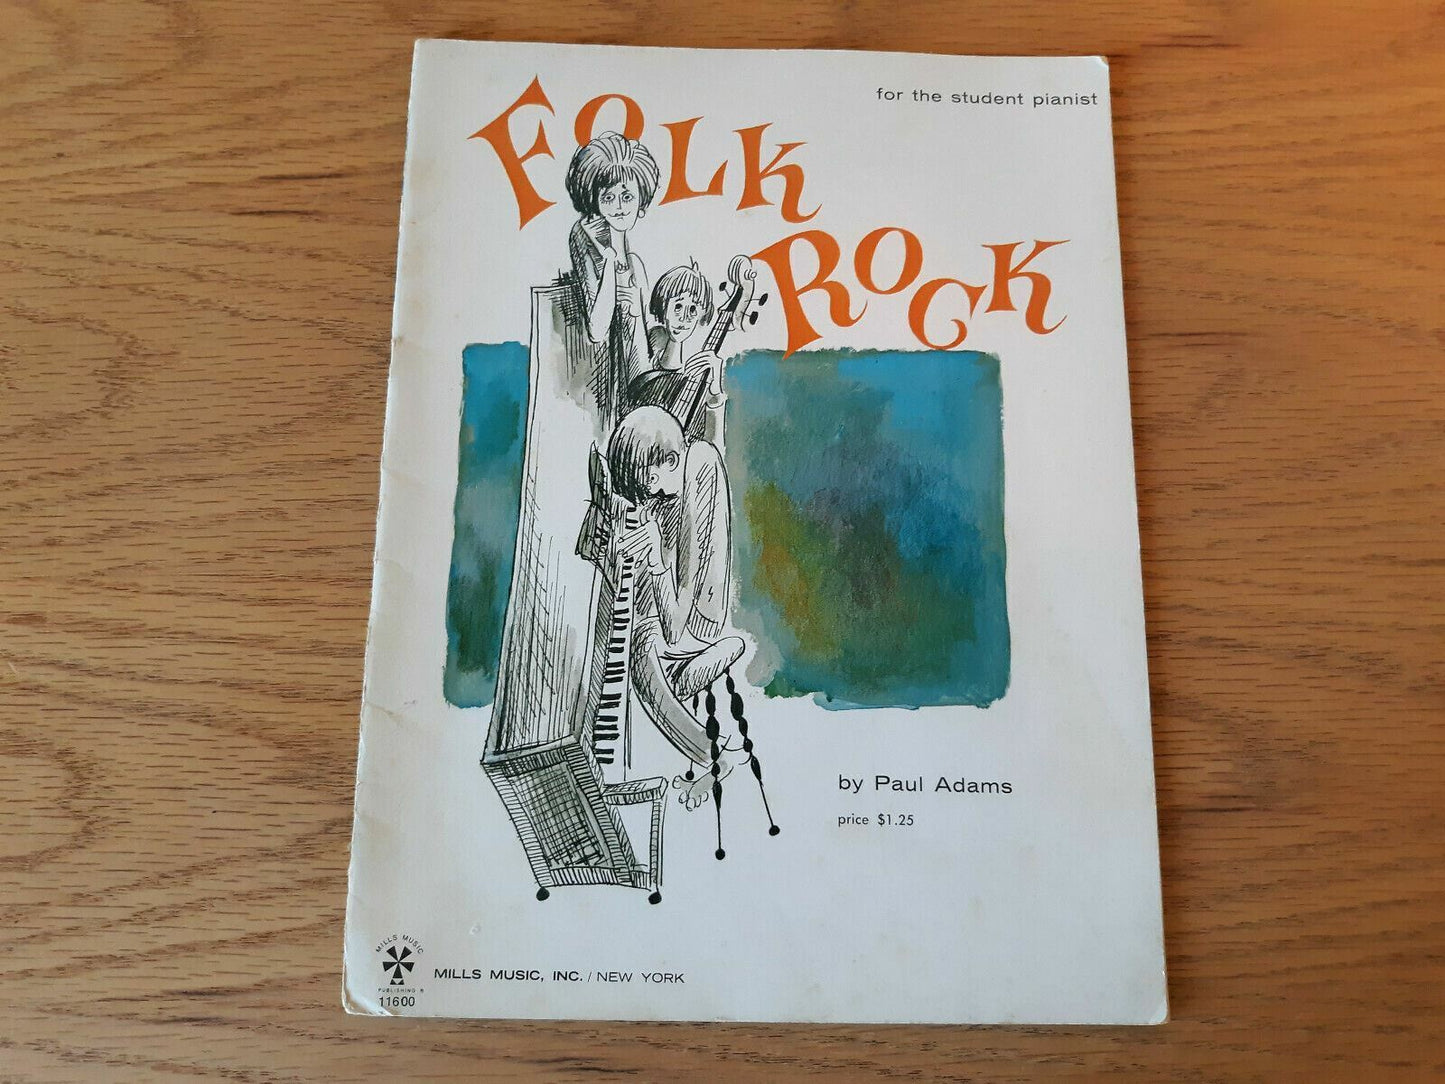 for the student pianist
FOLK
ROCK
by Paul Adams
price $1.25
MILLS MUSIC
PUBLISHING
11600
MILLS MUSIC, INC. / NEW YORK